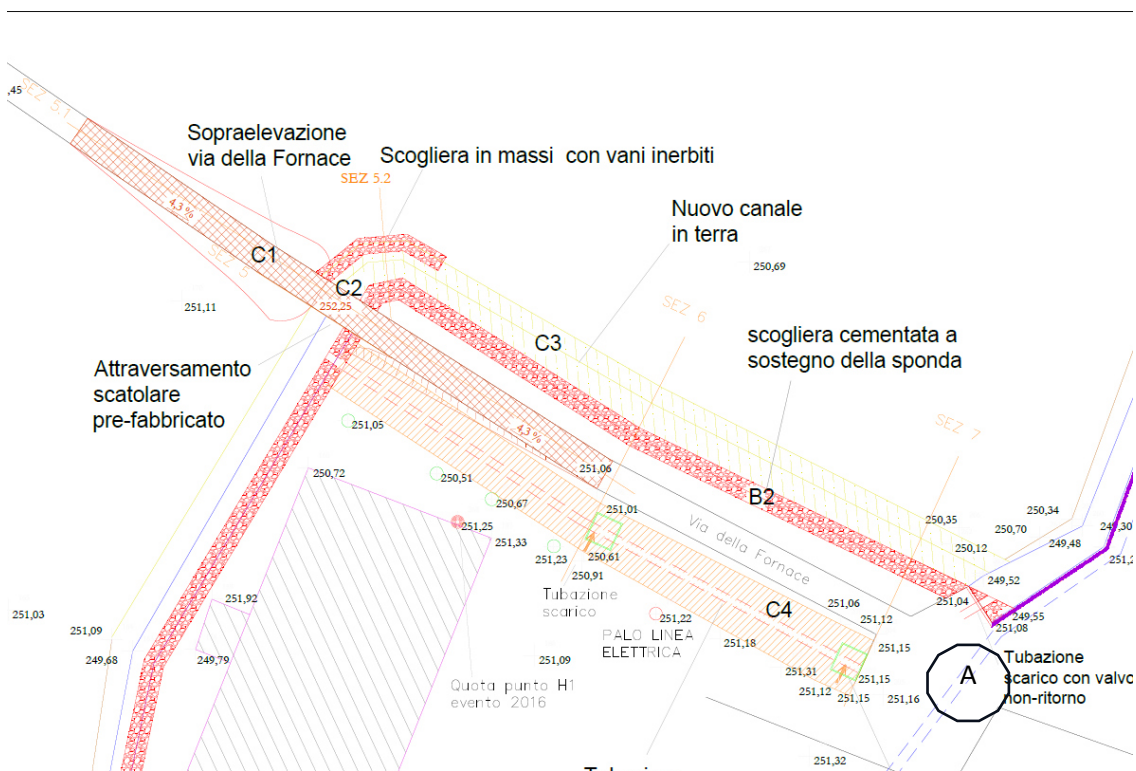 ,45
SEZ 5.1
Sopraelevazione
via della Fornace
Scogliera in massi con vani inerbiti
SEZ 5.2
4,3 %
Nuovo canale
in terra
C1
SEZ 5
250,69
C2
252,25
251,11
SEZ 6
C3
scogliera cementata a
sostegno della sponda
Attraversamento
scatolare
pre-fabbricato
251,05
4,3 %
SEZ 7
251,06
250,72
250,51
250,67
251,01
B2
250,34
250,35
250,70
249,30
251,25
251,33
Via della Fornace
250,12
249,48
251,23
250,61
250,91
249,52
Tubazione
scarico
251,92
C4
251,06
251,04
249,55
251,03
251,22
251,12
251,08
251,09
PALO LINEA
ELETTRICA
251,18
251,15
249,68
249,79
251,09
251,31
251,15
A
Tubazione
scarico con valvo
non-ritorno
Quota punto H1
evento 2016
251,12
251,15
251,16
251,32